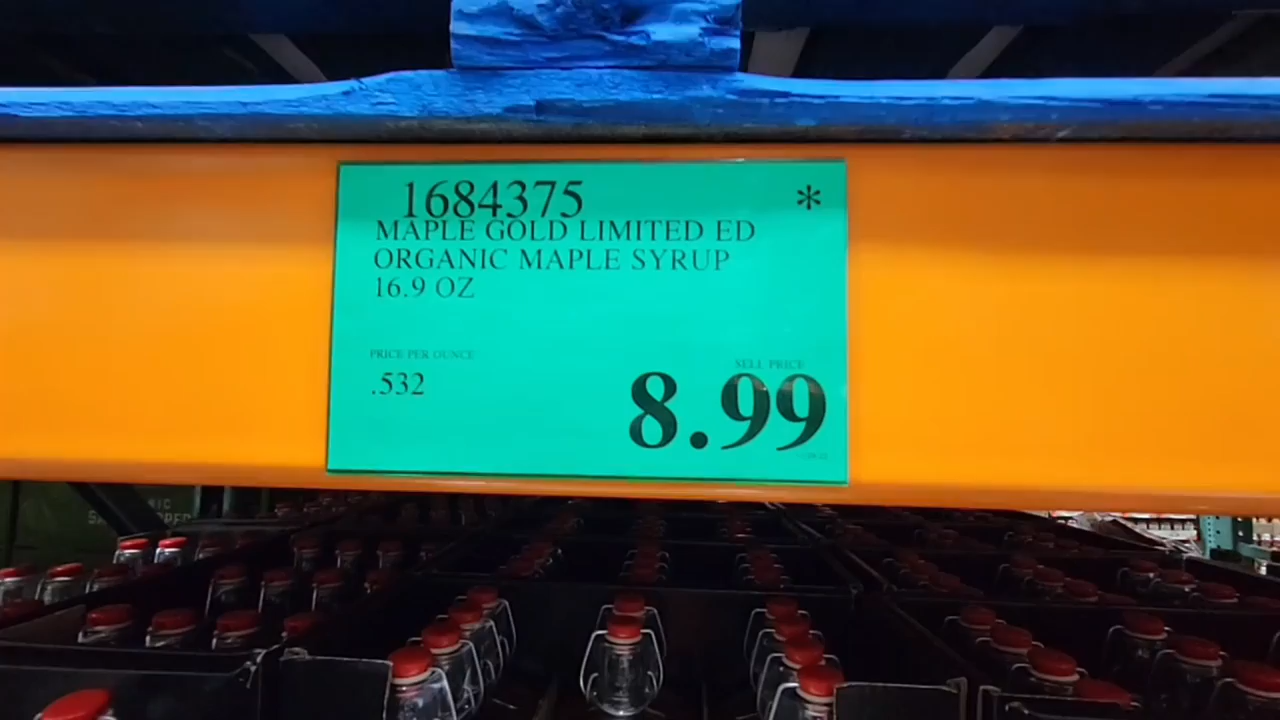 1684375 *
MAPLE GOLD LIMITED ED
ORGANIC MAPLE SYRUP
16.9 OZ
PRICE PER OUNCE
.532
SELL PRICE
8.99